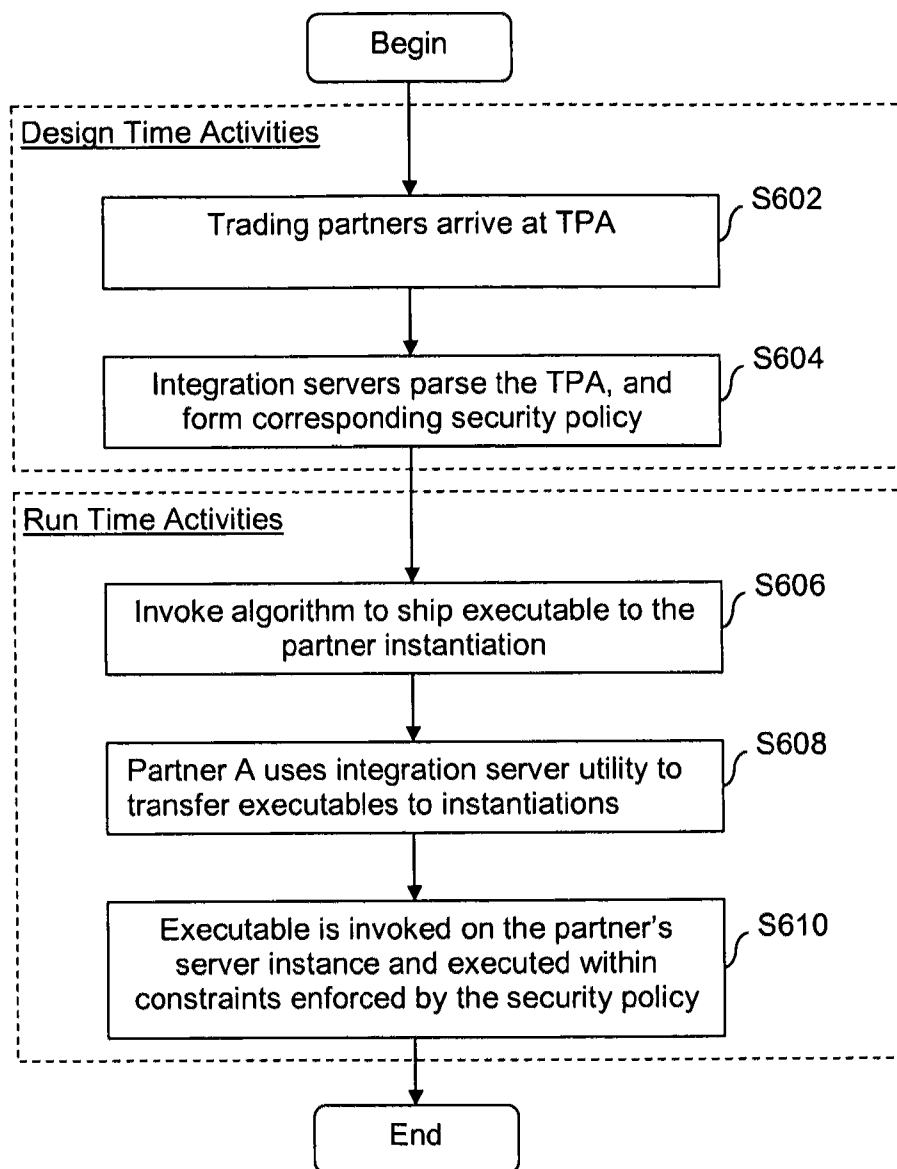 Begin
Design Time Activities
S602
Trading partners arrive at TPA
S604
Integration servers parse the TPA, and
form corresponding security policy
Run Time Activities
S606
Invoke algorithm to ship executable to the
partner instantiation
S608
Partner A uses integration server utility to
transfer executables to instantiations
S610
Executable is invoked on the partner's
server instance and executed within
constraints enforced by the security policy
End